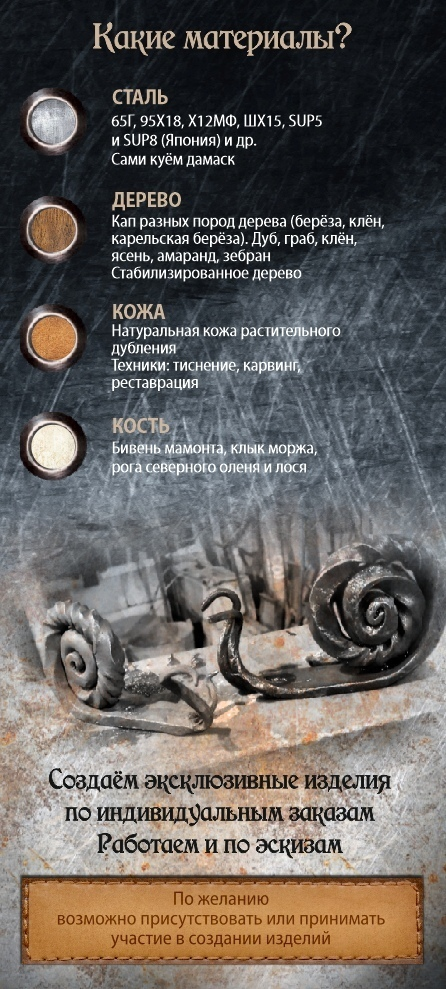 Какие материалы?
СТАЛЬ
65Г, 95Х18, Х12МФ, ШХ15, SUP5
и SUP8 (Япония) и др.
Сами куём дамаск
ДЕРЕВО
Кап разных пород дерева (берёза, клён,
карельская берёза). Дуб, граб, клён,
ясень, амаранд, зебран
Стабилизированное дерево
КОЖА
Натуральная кожа растительного
дубления
Техники: тиснение, карвинг,
реставрация
КОСТЬ
Бивень мамонта, клык моржа,
рога северного оленя и лося
Создаём эксклюзивные изделия
по индивидуальным заказам
Работаем и по эскизам
По желанию
возможно присутствовать или принимать
участие в создании изделий